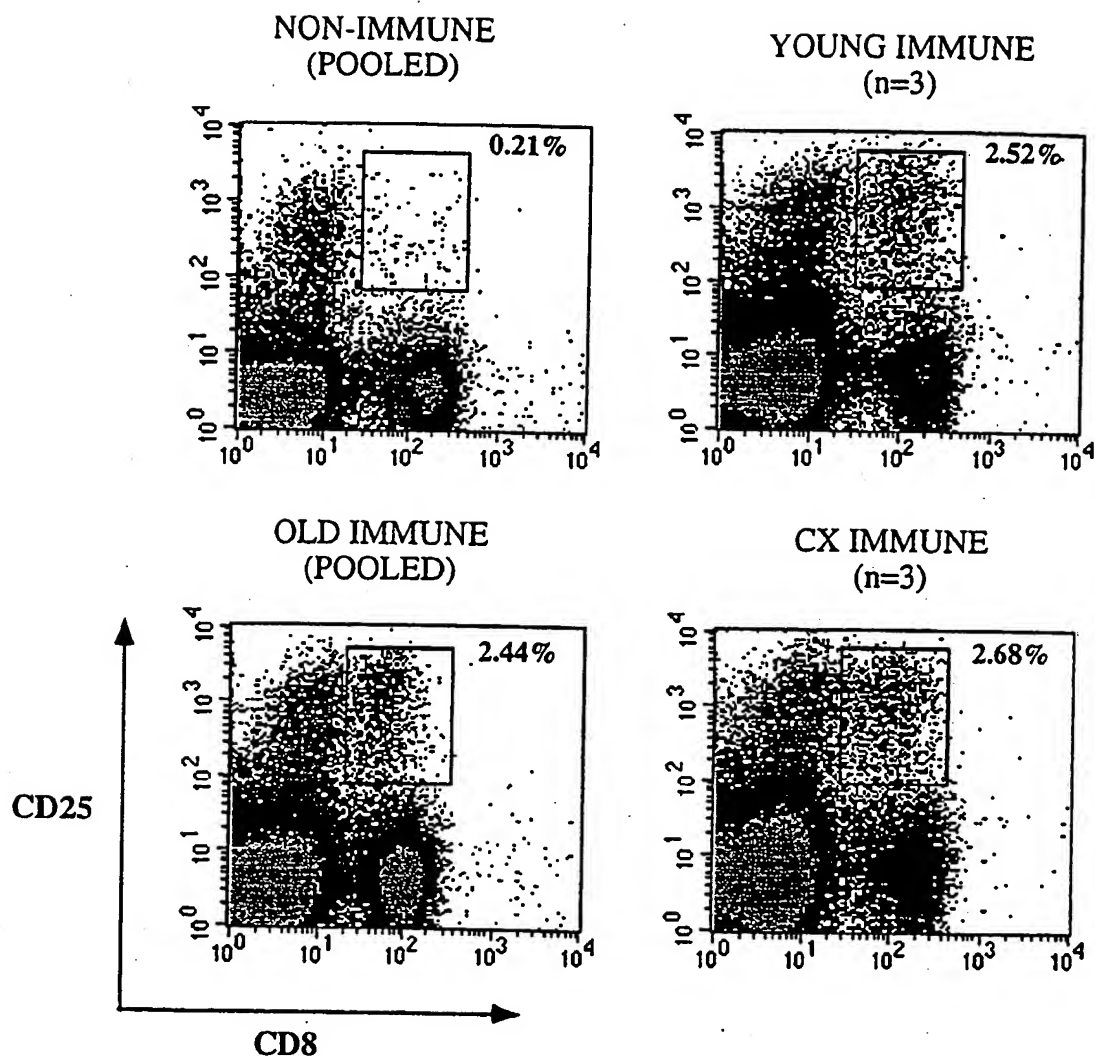 NON-IMMUNE
(POOLED)
0.21%
10^4
10^3
10^2
10^1
10^0
10^0 10^1 10^2 10^3 10^4
YOUNG IMMUNE
(n=3)
2.52%
10^4
10^3
10^2
10^1
10^0
10^0 10^1 10^2 10^3 10^4
OLD IMMUNE
(POOLED)
2.44%
10^4
10^3
10^2
10^1
10^0
10^0 10^1 10^2 10^3 10^4
CX IMMUNE
(n=3)
2.68%
10^4
10^3
10^2
10^1
10^0
10^0 10^1 10^2 10^3 10^4
CD25
CD8